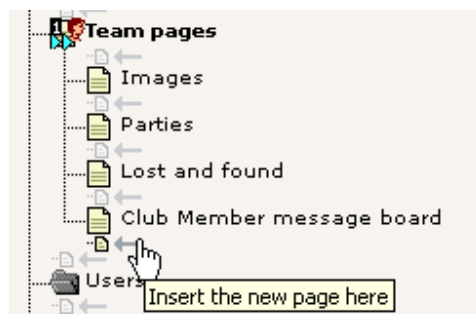 Team pages
Images
Parties
Lost and found
Club Member message board
Users
Insert the new page here